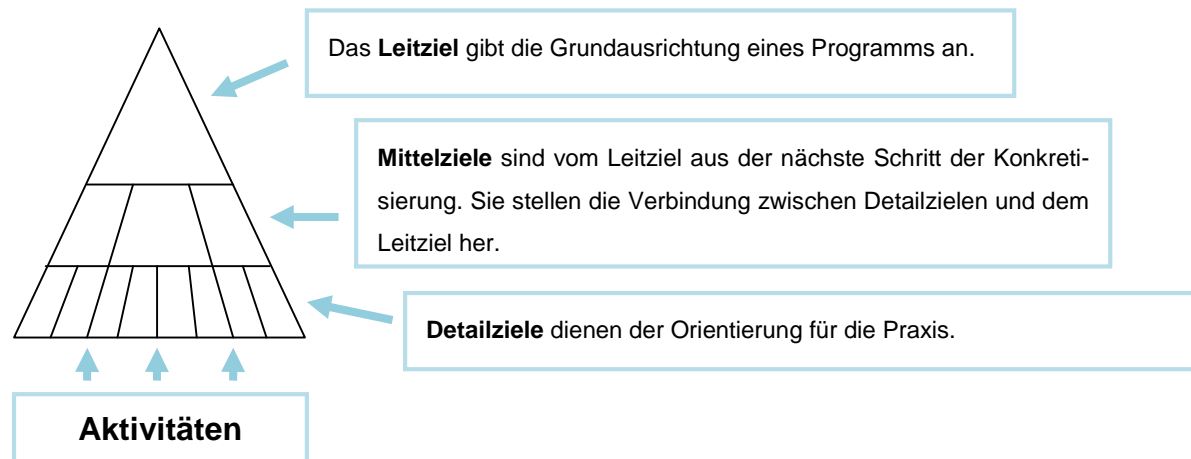 Das Leitziel gibt die Grundausrichtung eines Programms an.
Mittelziele sind vom Leitziel aus der nächste Schritt der Konkreti-
sierung. Sie stellen die Verbindung zwischen Detailzielen und dem
Leitziel her.
Detailziele dienen der Orientierung für die Praxis.
Aktivitäten